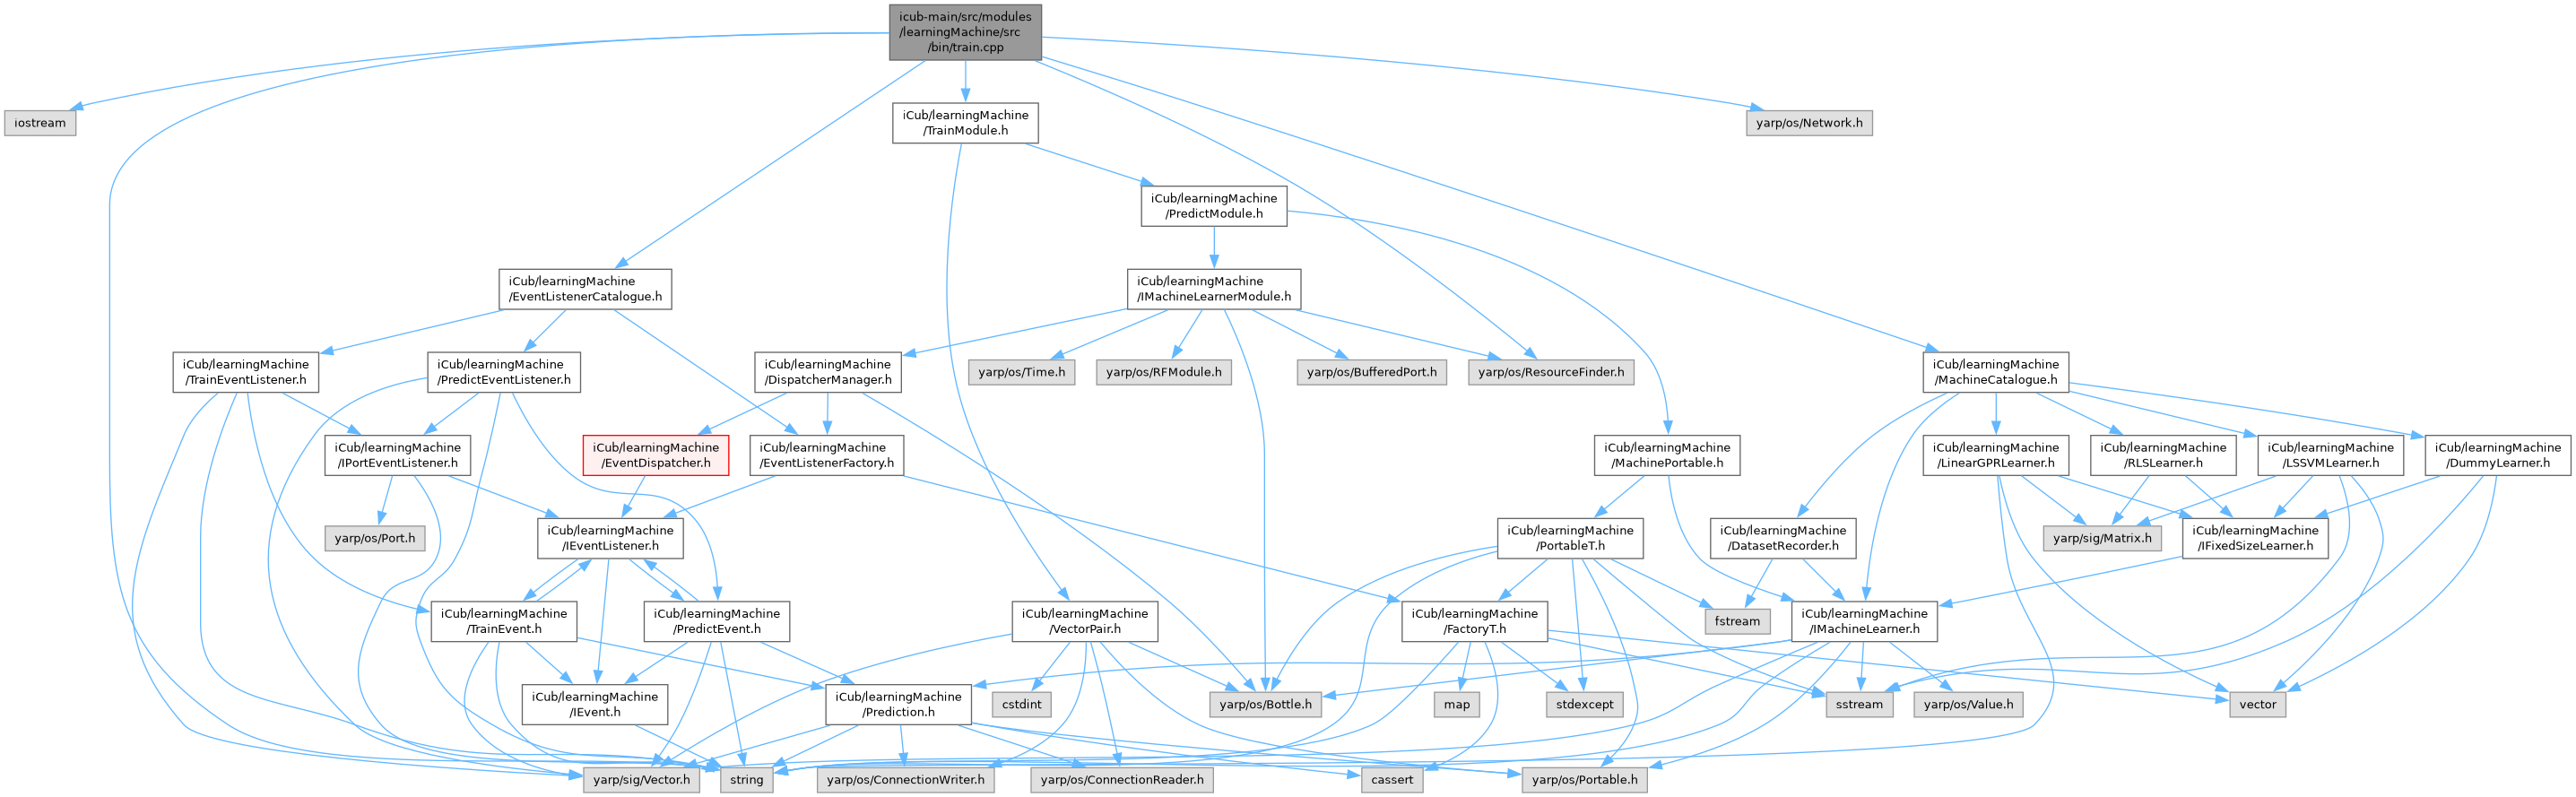 icub-main/src/modules
/learningMachine/src
/bin/train.cpp
iostream
iCub/learningMachine
/TrainModule.h
yarp/os/Network.h
iCub/learningMachine
/PredictModule.h
iCub/learningMachine
/EventListenerCatalogue.h
iCub/learningMachine
/IMachineLearnerModule.h
iCub/learningMachine
/TrainEventListener.h
iCub/learningMachine
/PredictEventListener.h
iCub/learningMachine
/DispatcherManager.h
yarp/os/Time.h
yarp/os/RFModule.h
yarp/os/BufferedPort.h
yarp/os/ResourceFinder.h
iCub/learningMachine
/MachineCatalogue.h
iCub/learningMachine
/IPortEventListener.h
iCub/learningMachine
/EventDispatcher.h
iCub/learningMachine
/EventListenerFactory.h
iCub/learningMachine
/MachinePortable.h
iCub/learningMachine
/LinearGPRLearner.h
iCub/learningMachine
/RLSLearner.h
iCub/learningMachine
/LSSVMLearner.h
iCub/learningMachine
/DummyLearner.h
yarp/os/Port.h
iCub/learningMachine
/IEventListener.h
iCub/learningMachine
/PortableT.h
iCub/learningMachine
/DatasetRecorder.h
yarp/sig/Matrix.h
iCub/learningMachine
/IFixedSizeLearner.h
iCub/learningMachine
/TrainEvent.h
iCub/learningMachine
/PredictEvent.h
iCub/learningMachine
/VectorPair.h
iCub/learningMachine
/FactoryT.h
fstream
iCub/learningMachine
/IMachineLearner.h
iCub/learningMachine
/IEvent.h
iCub/learningMachine
/Prediction.h
cstdint
yarp/os/Bottle.h
map
stdexcept
sstream
yarp/os/Value.h
vector
yarp/sig/Vector.h
string
yarp/os/ConnectionWriter.h
yarp/os/ConnectionReader.h
cassert
yarp/os/Portable.h